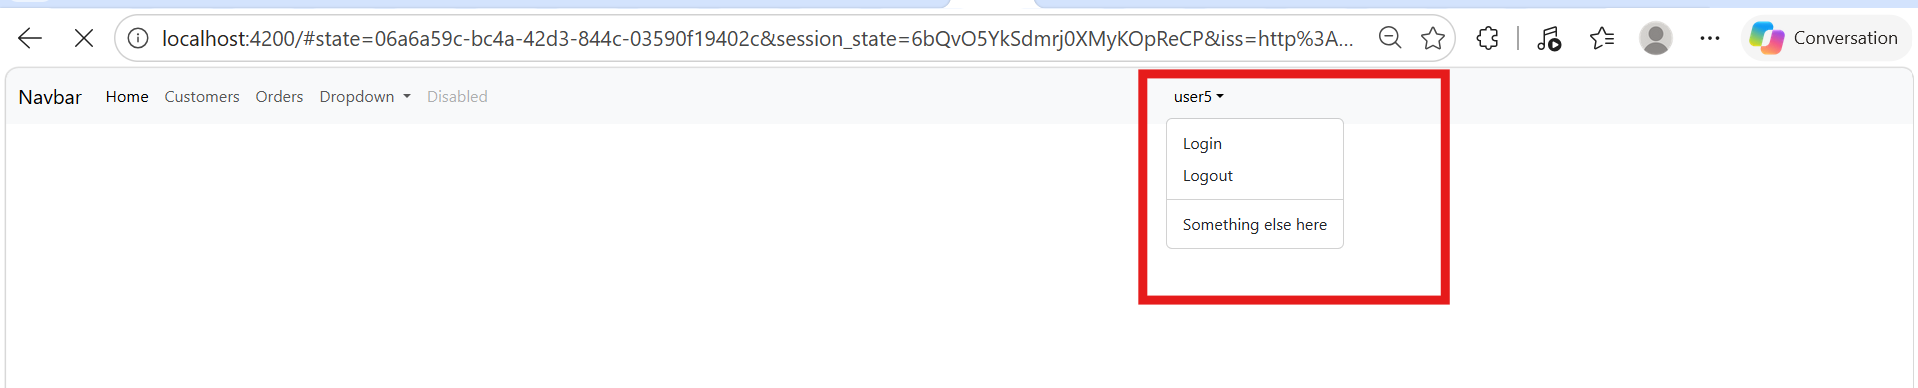 localhost:4200/#state=06a6a59c-bc4a-42d3-844c-03590f19402c&session_state=6bQvO5YkSdmrj0XMyKOpReCP&iss=http%3A...
Conversation
Navbar Home Customers Orders Dropdown Disabled user5
Login
Logout
Something else here